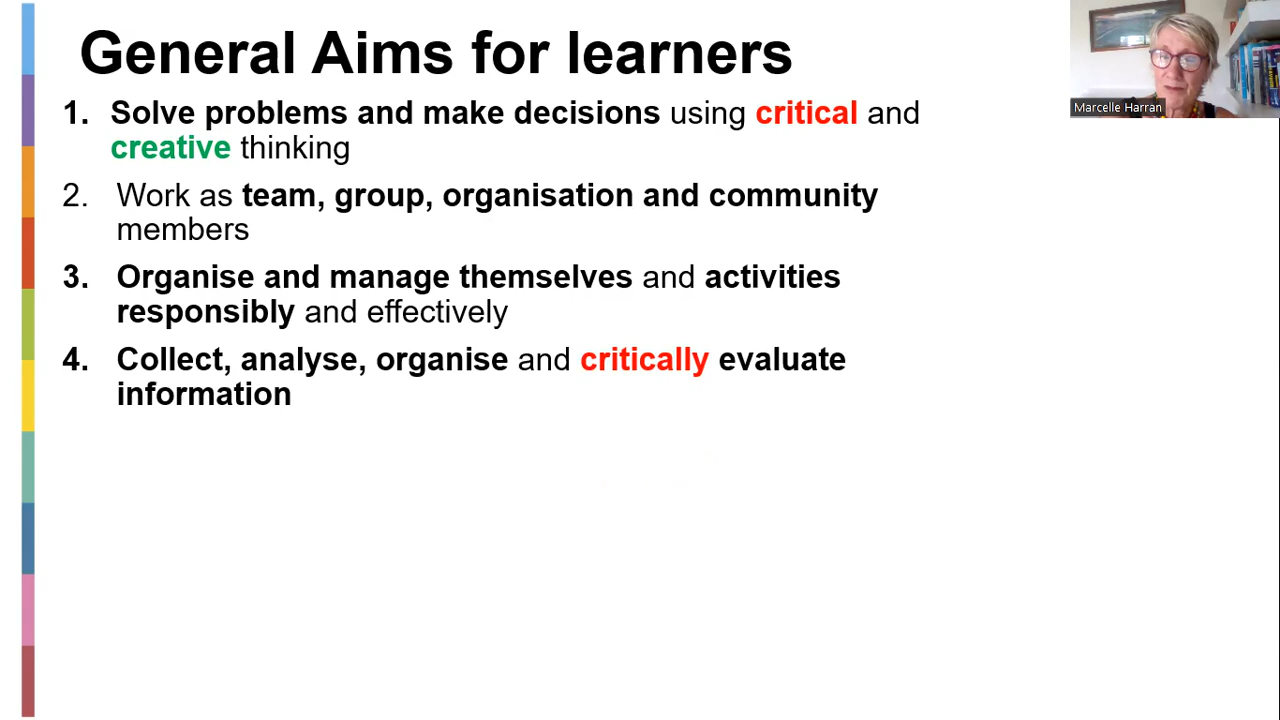 General Aims for learners
1. Solve problems and make decisions using critical and
creative thinking
2. Work as team, group, organisation and community
members
3. Organise and manage themselves and activities
responsibly and effectively
4. Collect, analyse, organise and critically evaluate
information
Marcelle Harran